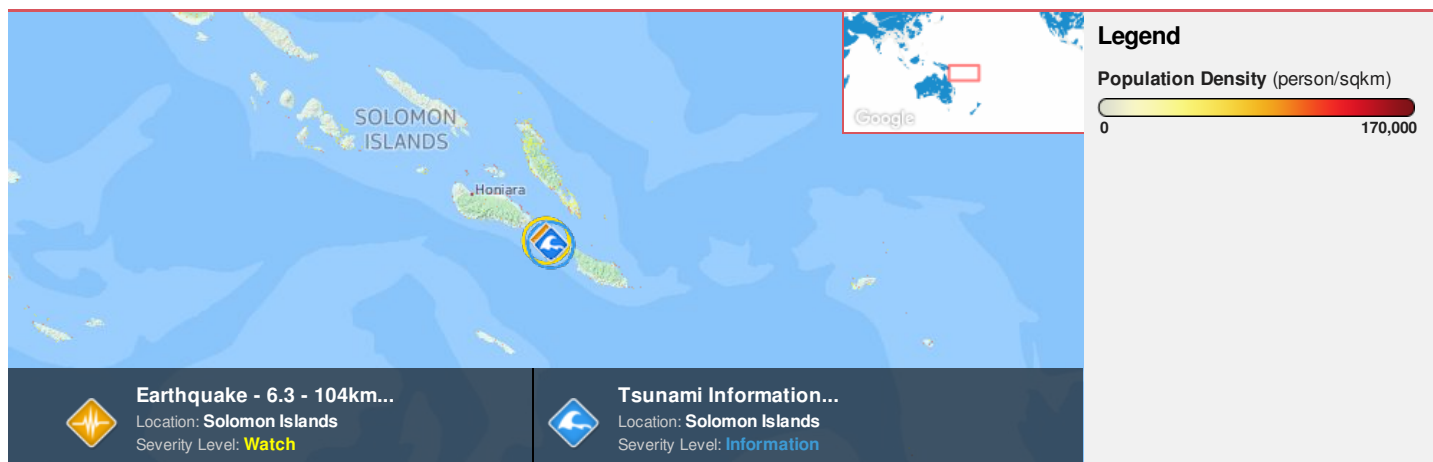 SOLOMON
ISLANDS
Honiara
Google
Legend
Population Density (person/sqkm)
0 170,000
Earthquake - 6.3 - 104km...
Location: Solomon Islands
Severity Level: Watch
Tsunami Information...
Location: Solomon Islands
Severity Level: Information